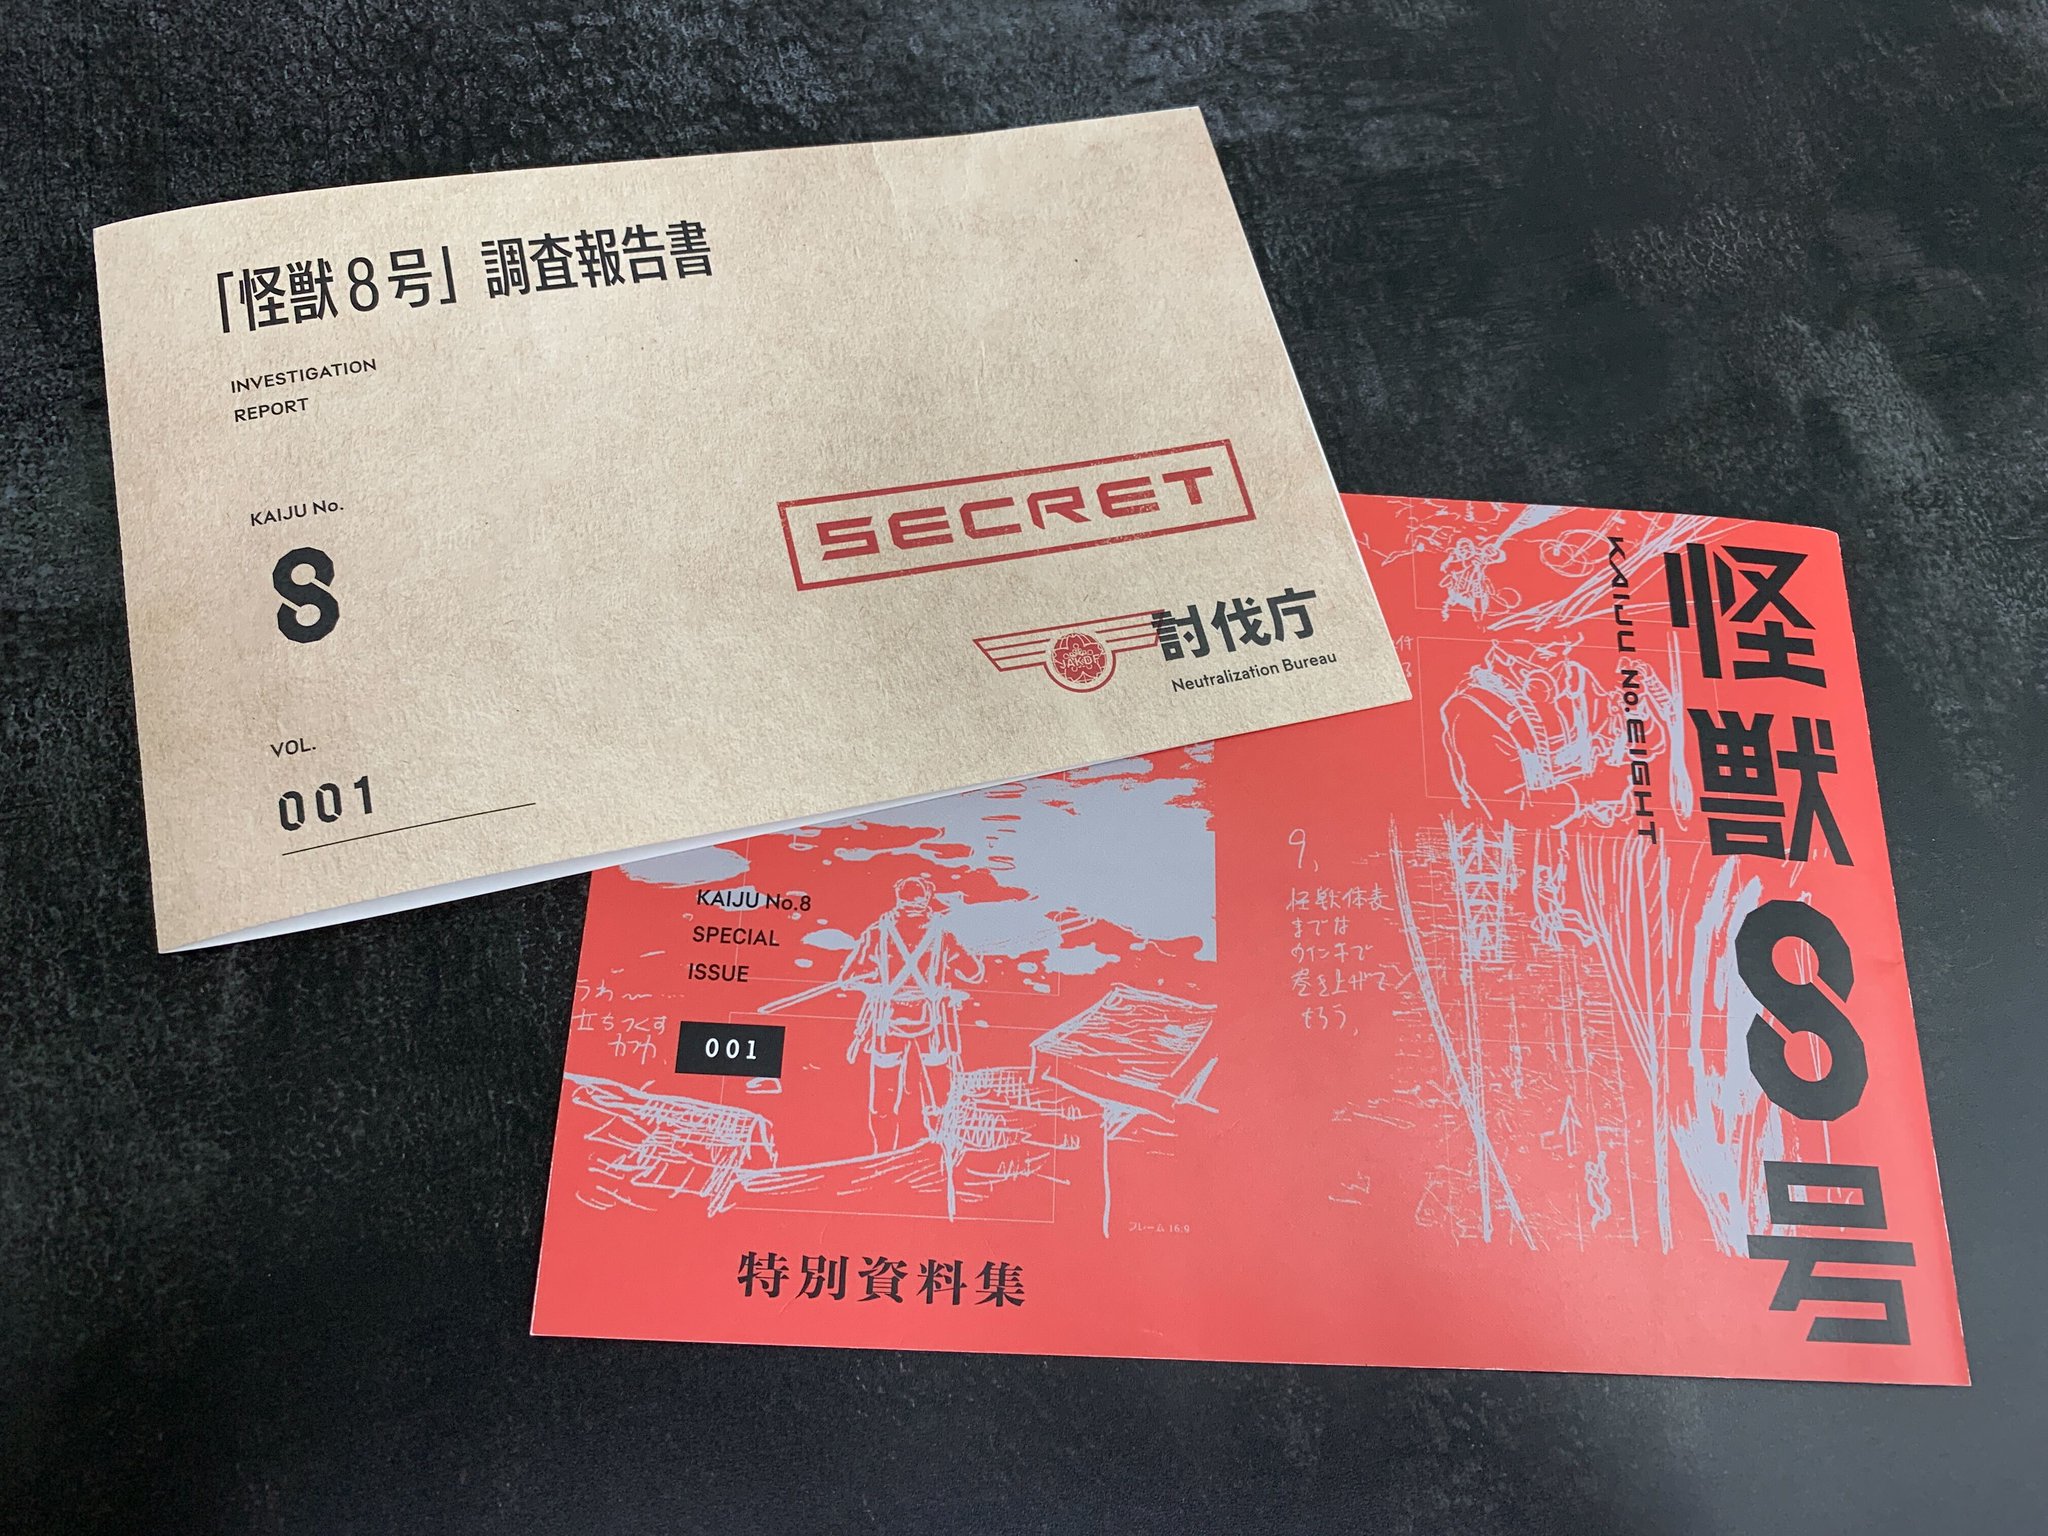 「怪獣8号」調査報告書
INVESTIGATION
REPORT
KAIJU No.
8
VOL.
001
SECRET
JAKDF
討伐庁
Neutralization Bureau
怪獣8号
KAIJU No.EIGHT
KAIJU No.8
SPECIAL
ISSUE
001
うわ〜…
立ちつくす
カフカ
9,
怪獣体表
までは
ウインチで
巻き上げて
もらう。
フレーム 16:9
特別資料集